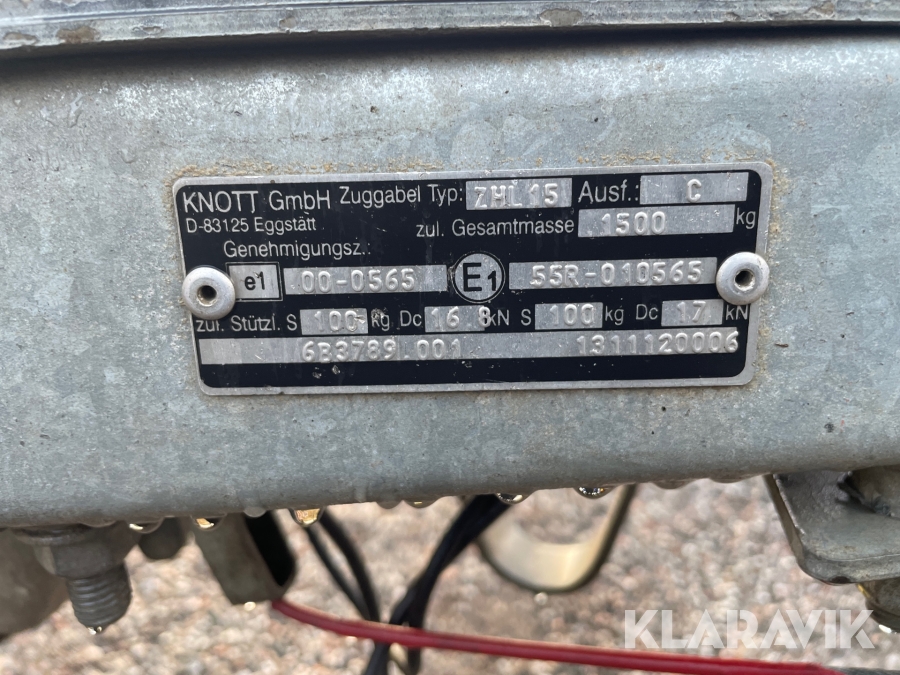 KNOTT GmbH Zuggabel Typ: ZHL15 Ausf.: C
D-83125 Eggstätt zul. Gesamtmasse 1500 kg
Genehmigungsz.:
e1 00-0565 E1 55R-010565
zul. Stützl. S 100 kg Dc 16.8 kN S 100 kg Dc 17 kN
6B3789.001 1311120006
KLARAVIK